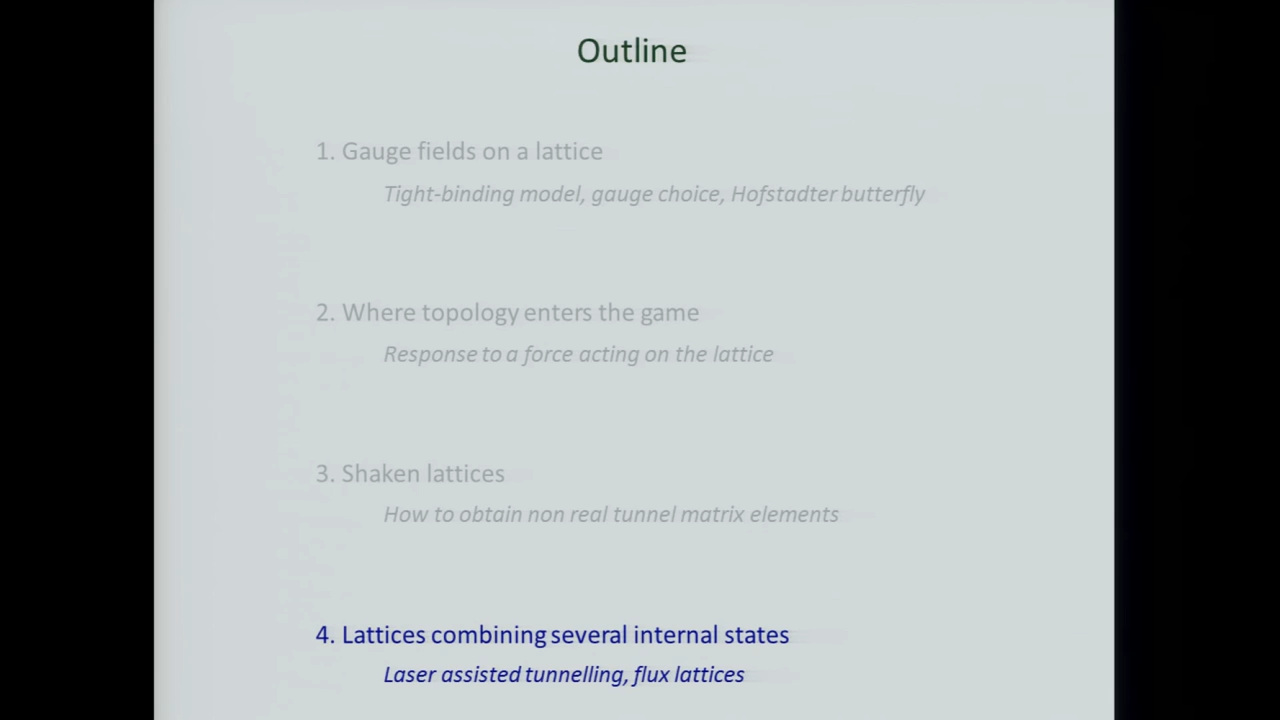 Outline
1. Gauge fields on a lattice
Tight-binding model, gauge choice, Hofstadter butterfly
2. Where topology enters the game
Response to a force acting on the lattice
3. Shaken lattices
How to obtain non real tunnel matrix elements
4. Lattices combining several internal states
Laser assisted tunnelling, flux lattices